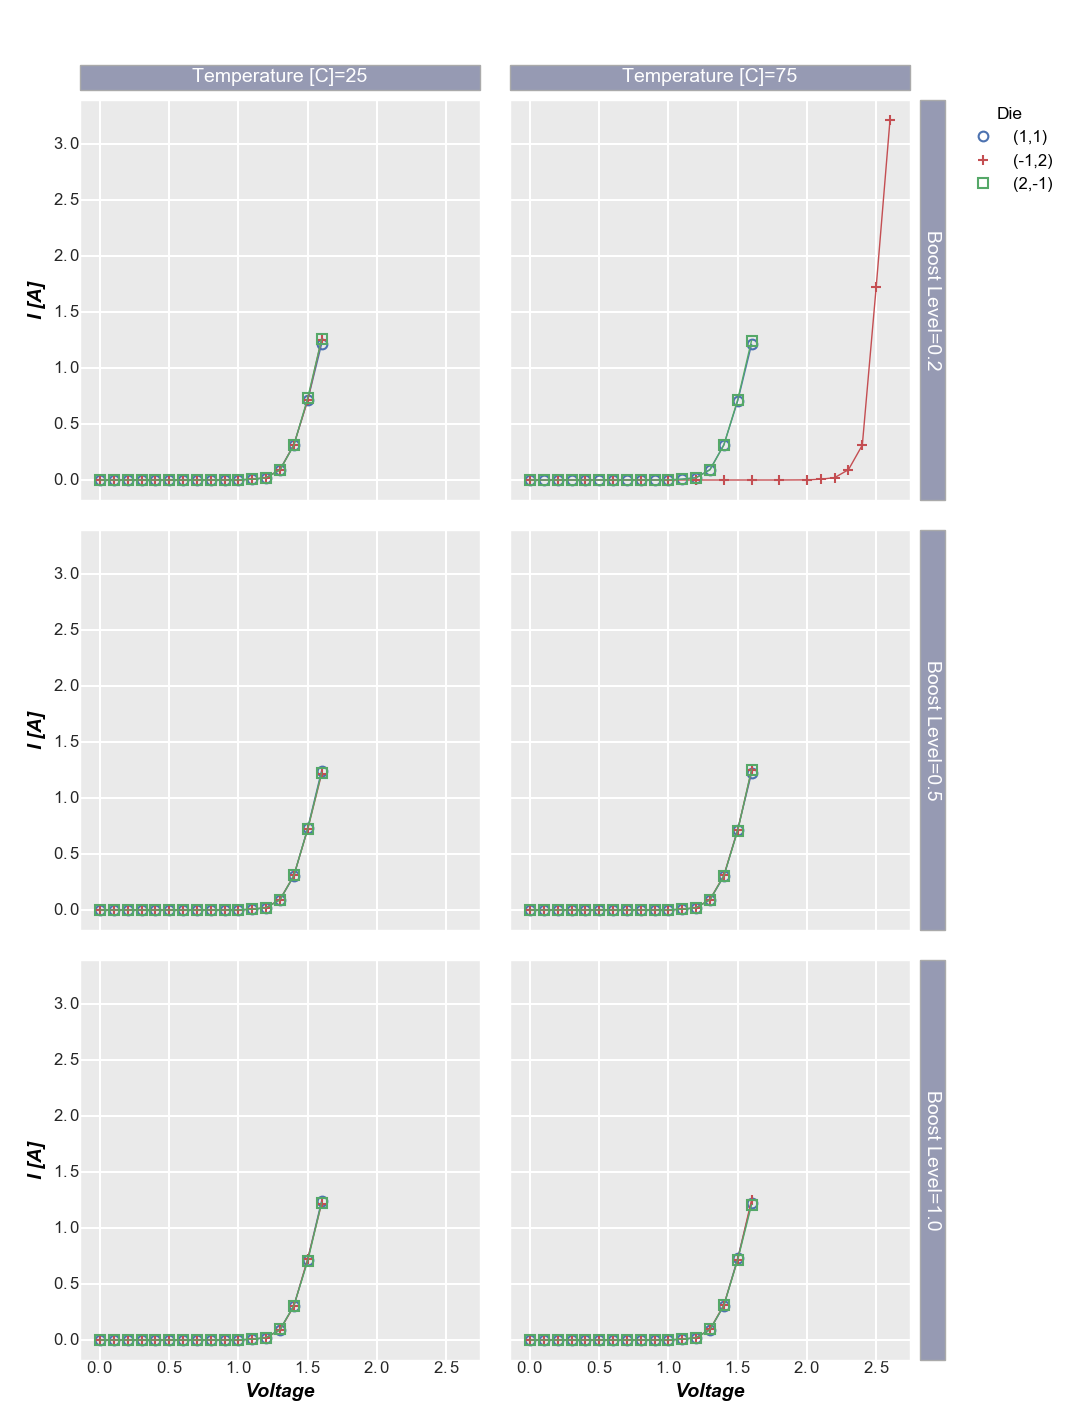 Temperature [C]=25
Temperature [C]=75
Die
(1,1)
(-1,2)
(2,-1)
3.0
2.5
2.0
1.5
1.0
0.5
0.0
I [A]
Boost Level=0.2
3.0
2.5
2.0
1.5
1.0
0.5
0.0
I [A]
Boost Level=0.5
3.0
2.5
2.0
1.5
1.0
0.5
0.0
I [A]
Boost Level=1.0
0.0 0.5 1.0 1.5 2.0 2.5
0.0 0.5 1.0 1.5 2.0 2.5
Voltage
Voltage